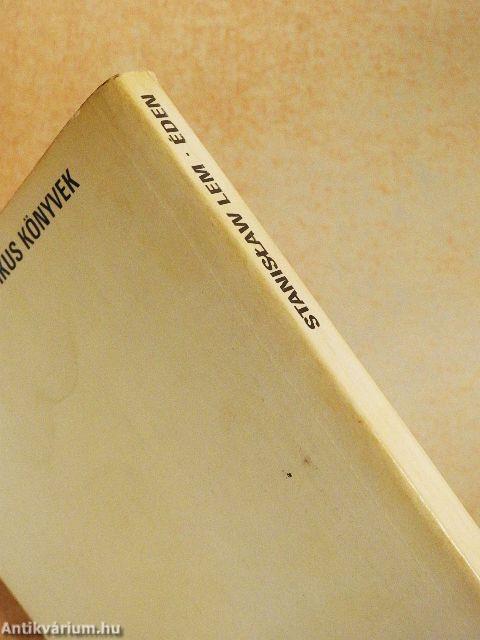 STANISŁAW LEM · ÉDEN
KUS KÖNYVEK
Antikvárium.hu